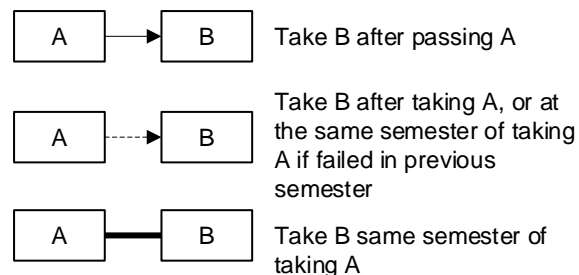 A
B
Take B after passing A
A
B
Take B after taking A, or at
the same semester of taking
A if failed in previous
semester
A
B
Take B same semester of
taking A